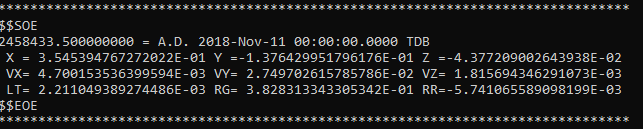 *******************************************************************************
$$SOE
2458433.500000000 = A.D. 2018-Nov-11 00:00:00.0000 TDB
 X = 3.545394767272022E-01 Y =-1.376429951796176E-01 Z =-4.377209002643938E-02
 VX= 4.700153536399594E-03 VY= 2.749702615785786E-02 VZ= 1.815694346291073E-03
 LT= 2.211049389274486E-03 RG= 3.828313343305342E-01 RR=-5.741065589098199E-03
$$EOE
*******************************************************************************